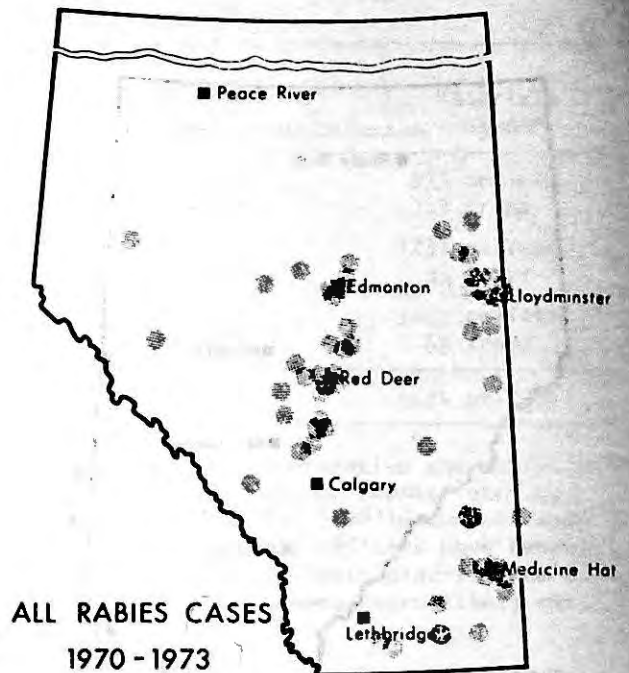 Peace River
Edmonton
Lloydminster
Red Deer
Calgary
Medicine Hat
Lethbridge
ALL RABIES CASES
1970-1973